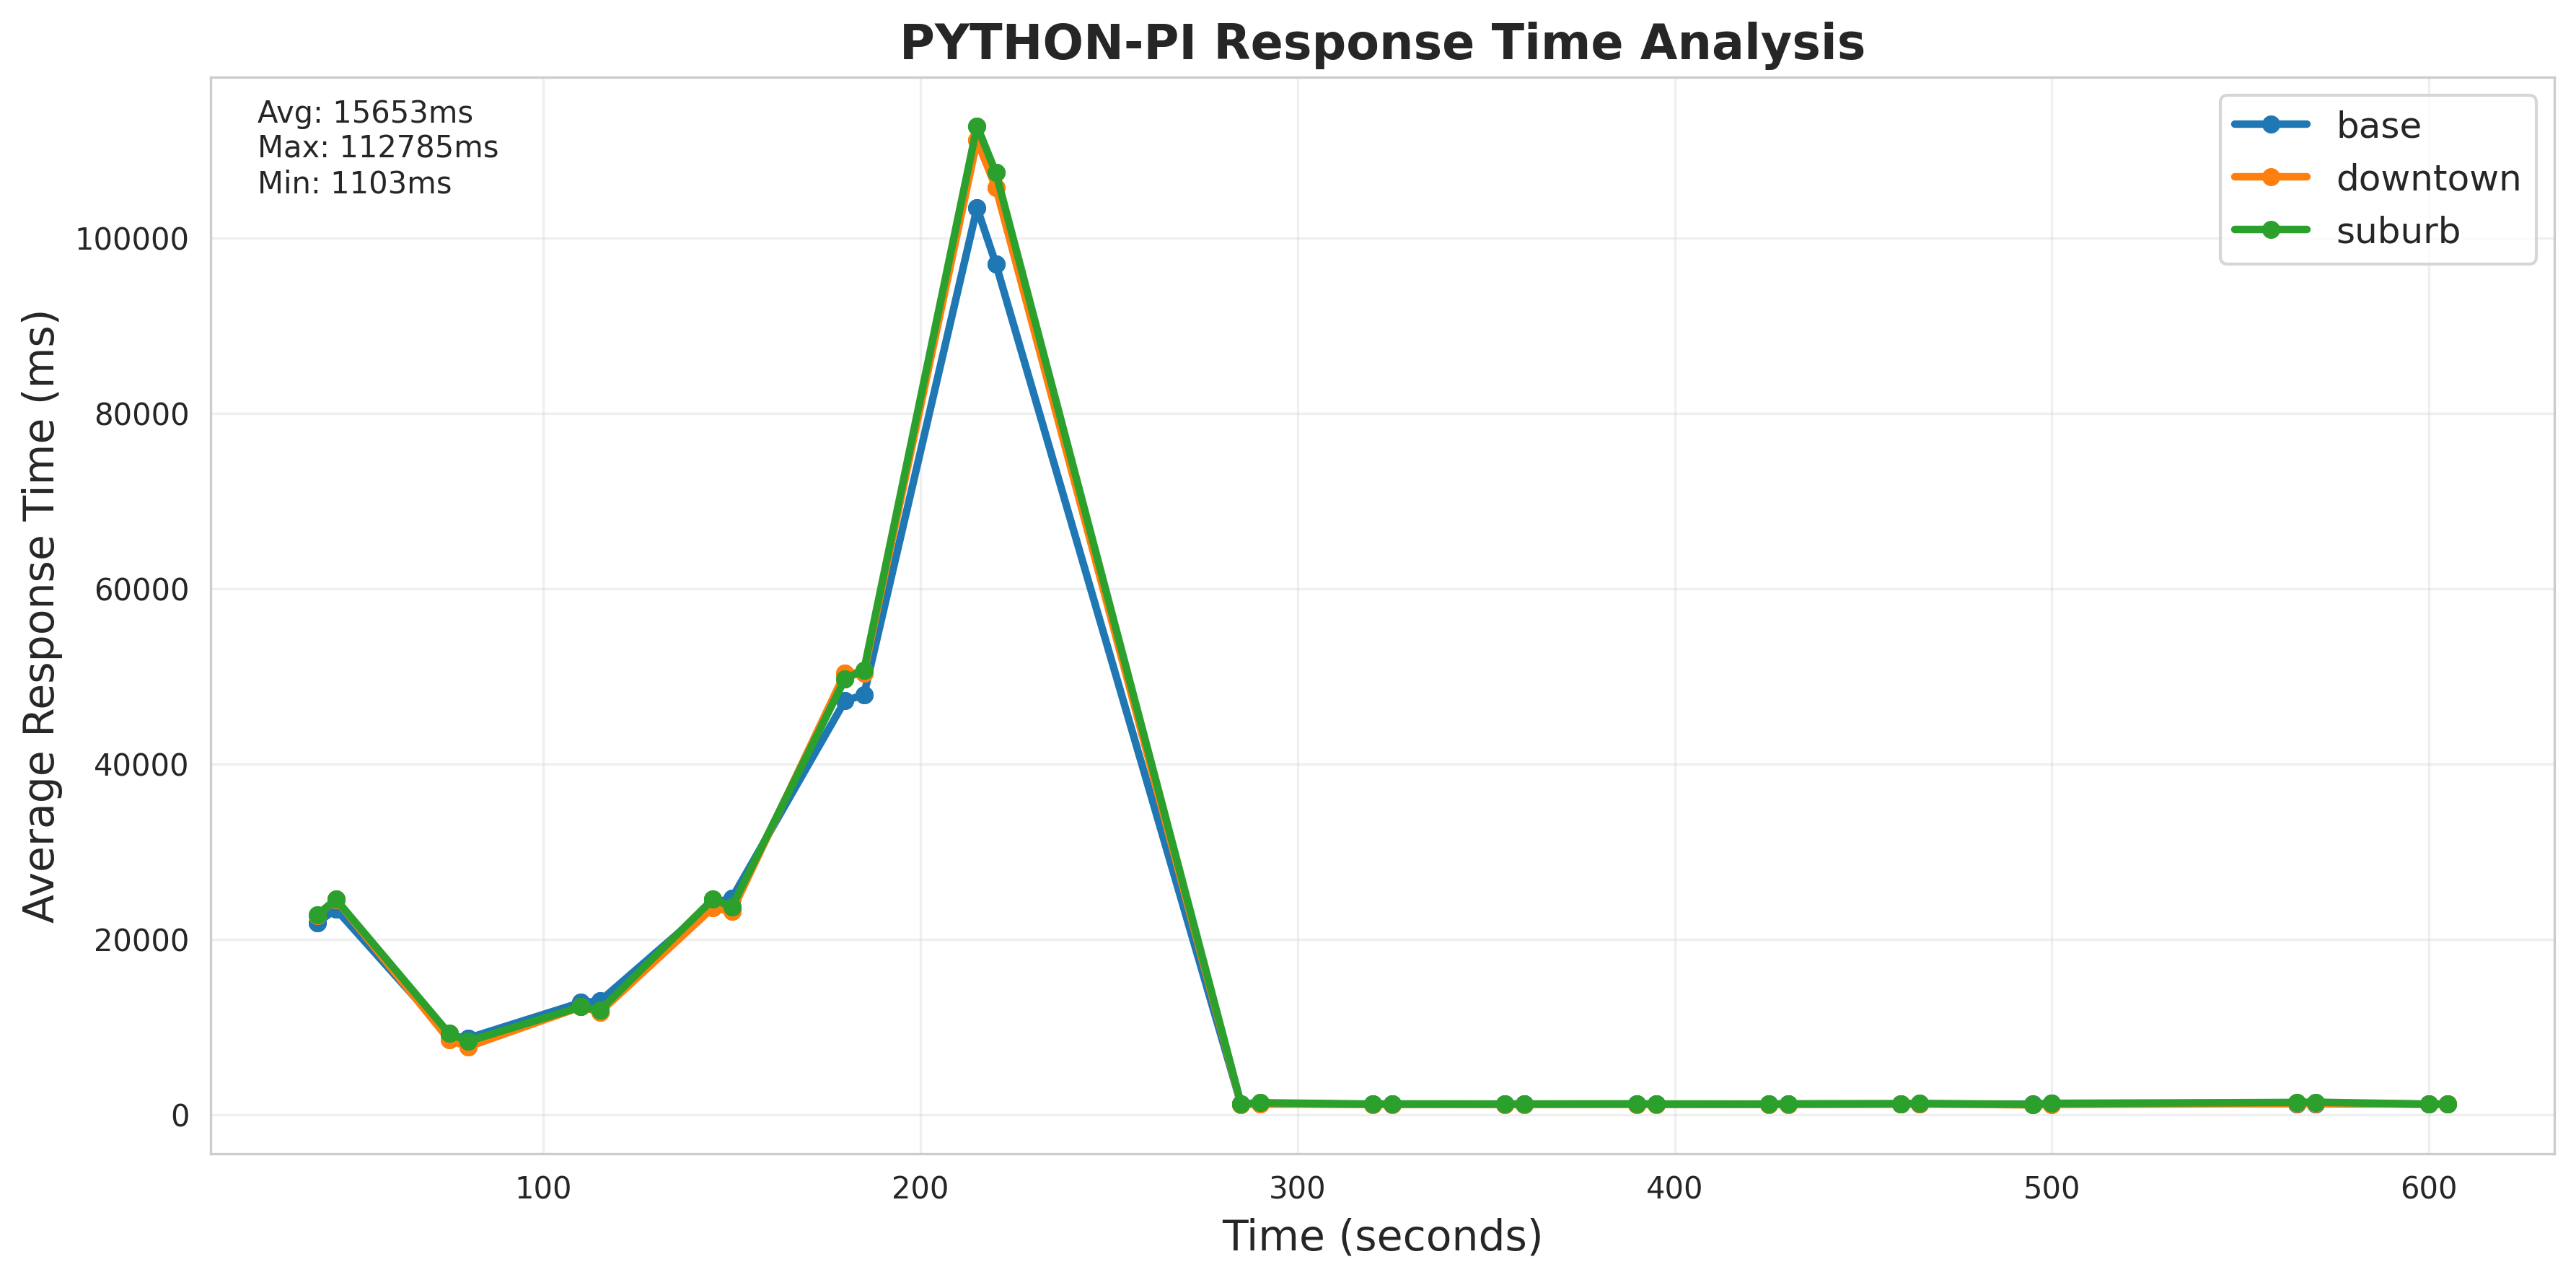 PYTHON-PI Response Time Analysis
Avg: 15653ms
Max: 112785ms
Min: 1103ms
base
downtown
suburb
Average Response Time (ms)
100000
80000
60000
40000
20000
0
100
200
300
400
500
600
Time (seconds)